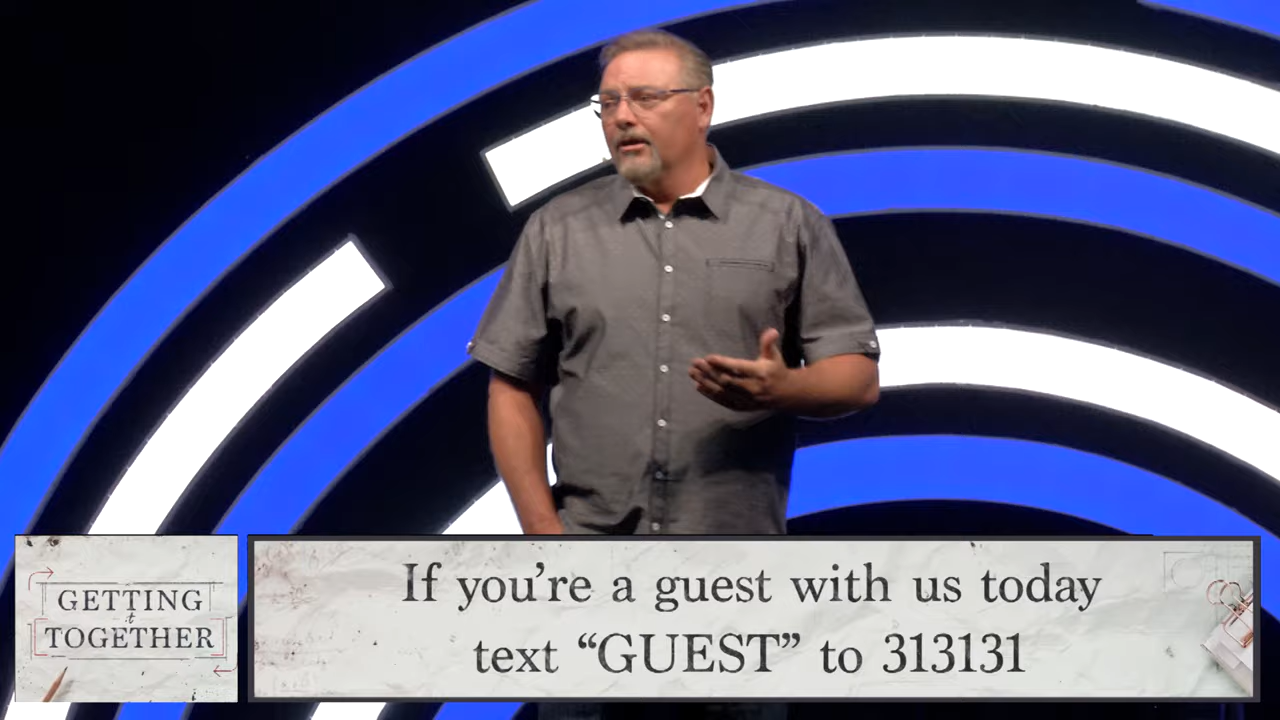 GETTING
it
TOGETHER
If you’re a guest with us today
text “GUEST” to 313131